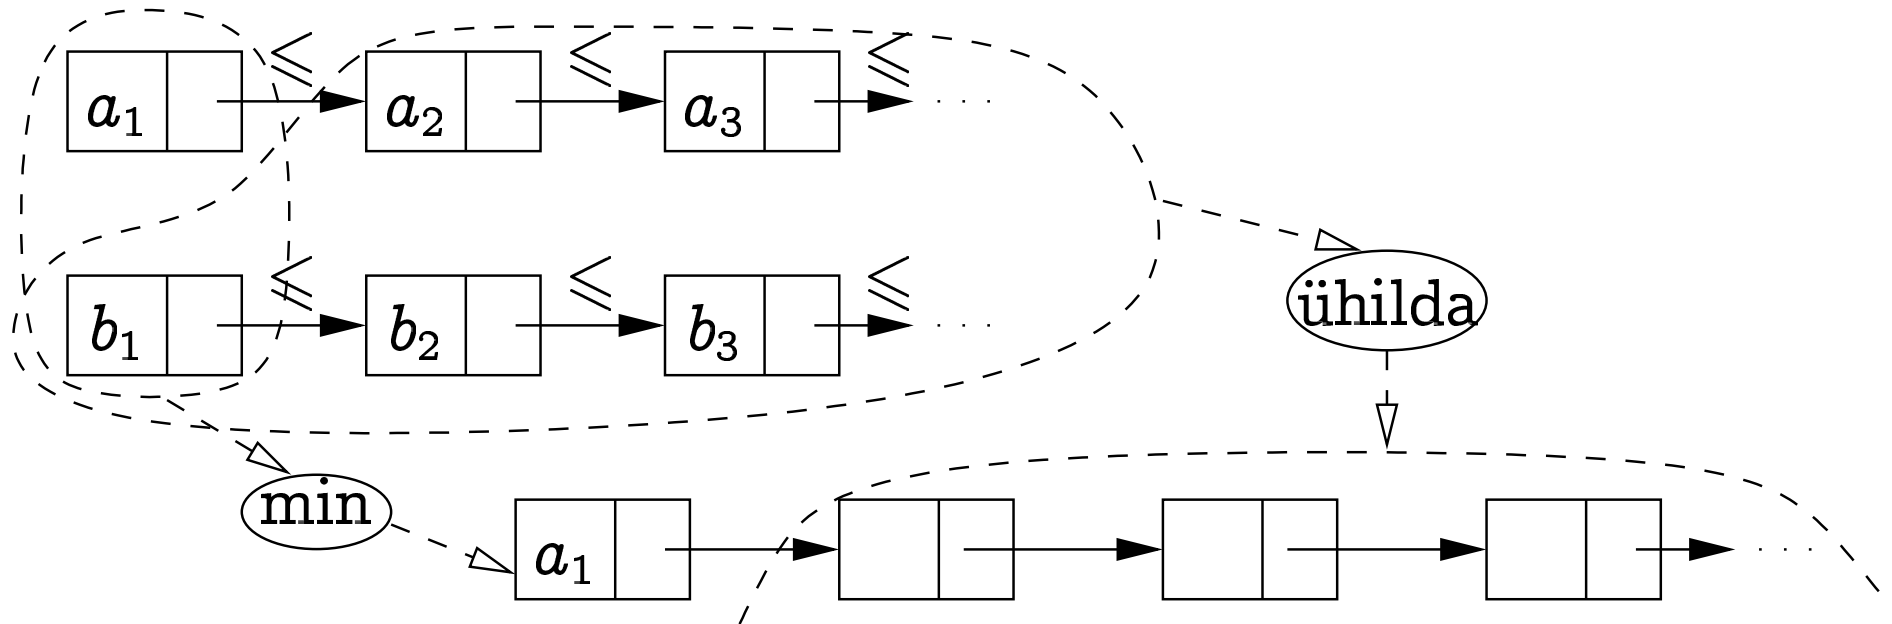 a₁ ≤ a₂ ≤ a₃ ≤ . . .
b₁ ≤ b₂ ≤ b₃ ≤ . . .
ühilda
min
a₁ . . .